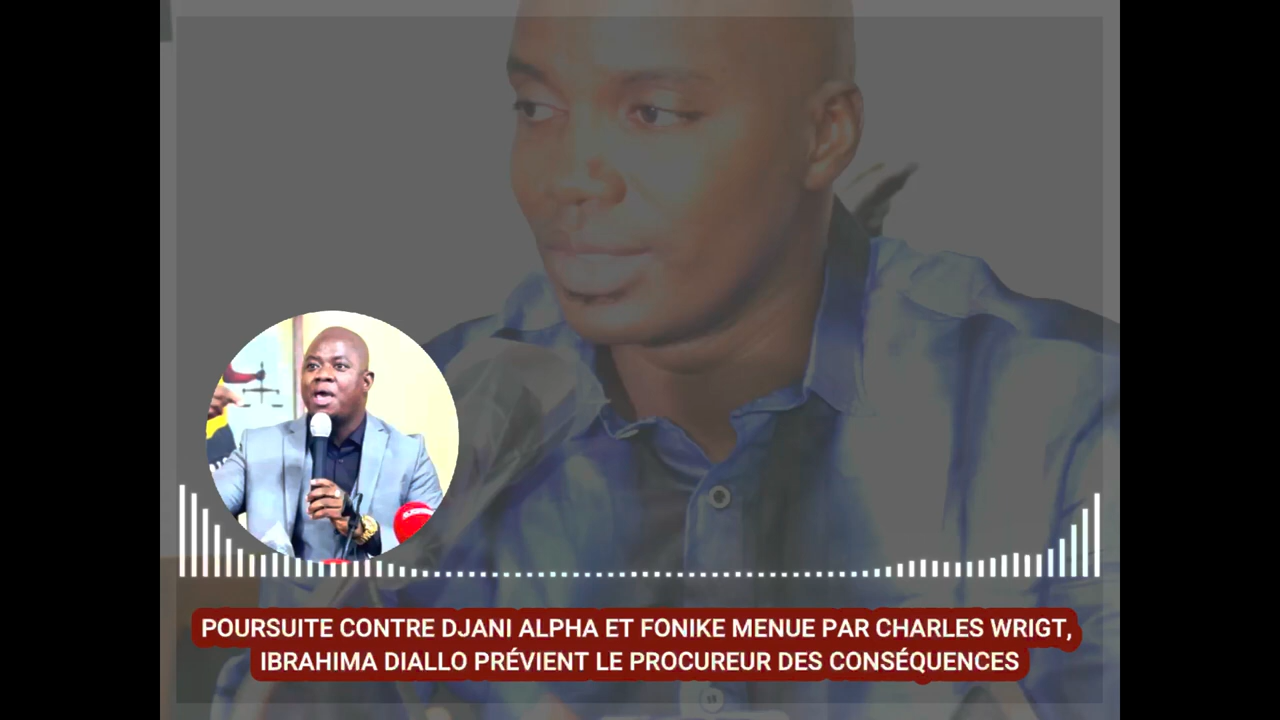 POURSUITE CONTRE DJANI ALPHA ET FONIKE MENUE PAR CHARLES WRIGT,
IBRAHIMA DIALLO PRÉVIENT LE PROCUREUR DES CONSÉQUENCES